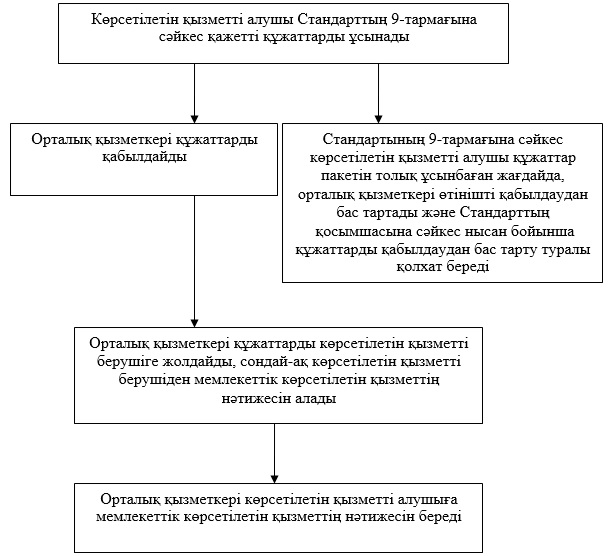 Көрсетілетін қызметті алушы Стандарттың 9-тармағына
сәйкес қажетті құжаттарды ұсынады
Орталық қызметкері құжаттарды
қабылдайды
Стандартының 9-тармағына сәйкес
көрсетілетін қызметті алушы құжаттар
пакетін толық ұсынбаған жағдайда,
орталық қызметкері өтінішті қабылдаудан
бас тартады және Стандарттың
қосымшасына сәйкес нысан бойынша
құжаттарды қабылдаудан бас тарту туралы
қолхат береді
Орталық қызметкері құжаттарды көрсетілетін қызметті
берушіге жолдайды, сондай-ақ көрсетілетін қызметті
берушіден мемлекеттік көрсетілетін қызметтің
нәтижесін алады
Орталық қызметкері көрсетілетін қызметті алушыға
мемлекеттік көрсетілетін қызметтің нәтижесін береді